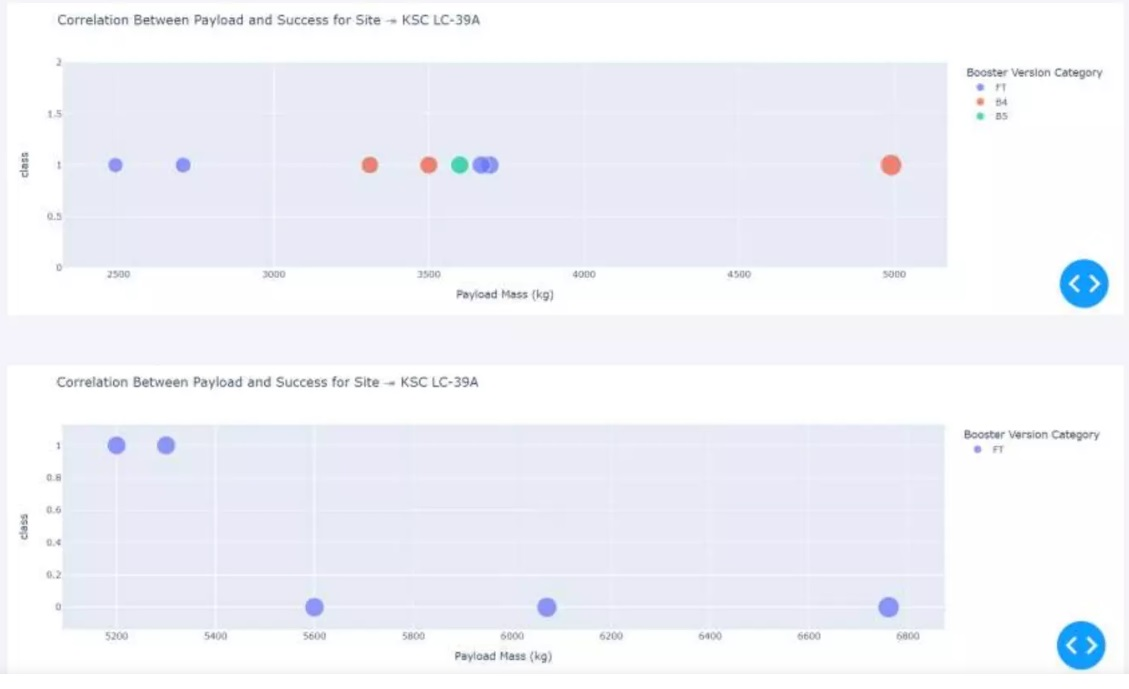 Correlation Between Payload and Success for Site → KSC LC-39A
Booster Version Category
FT
B4
B5
class
2
1.5
1
0.5
0
2500 3000 3500 4000 4500 5000
Payload Mass (kg)
Correlation Between Payload and Success for Site → KSC LC-39A
Booster Version Category
FT
class
1
0.8
0.6
0.4
0.2
0
5200 5400 5600 5800 6000 6200 6400 6600 6800
Payload Mass (kg)